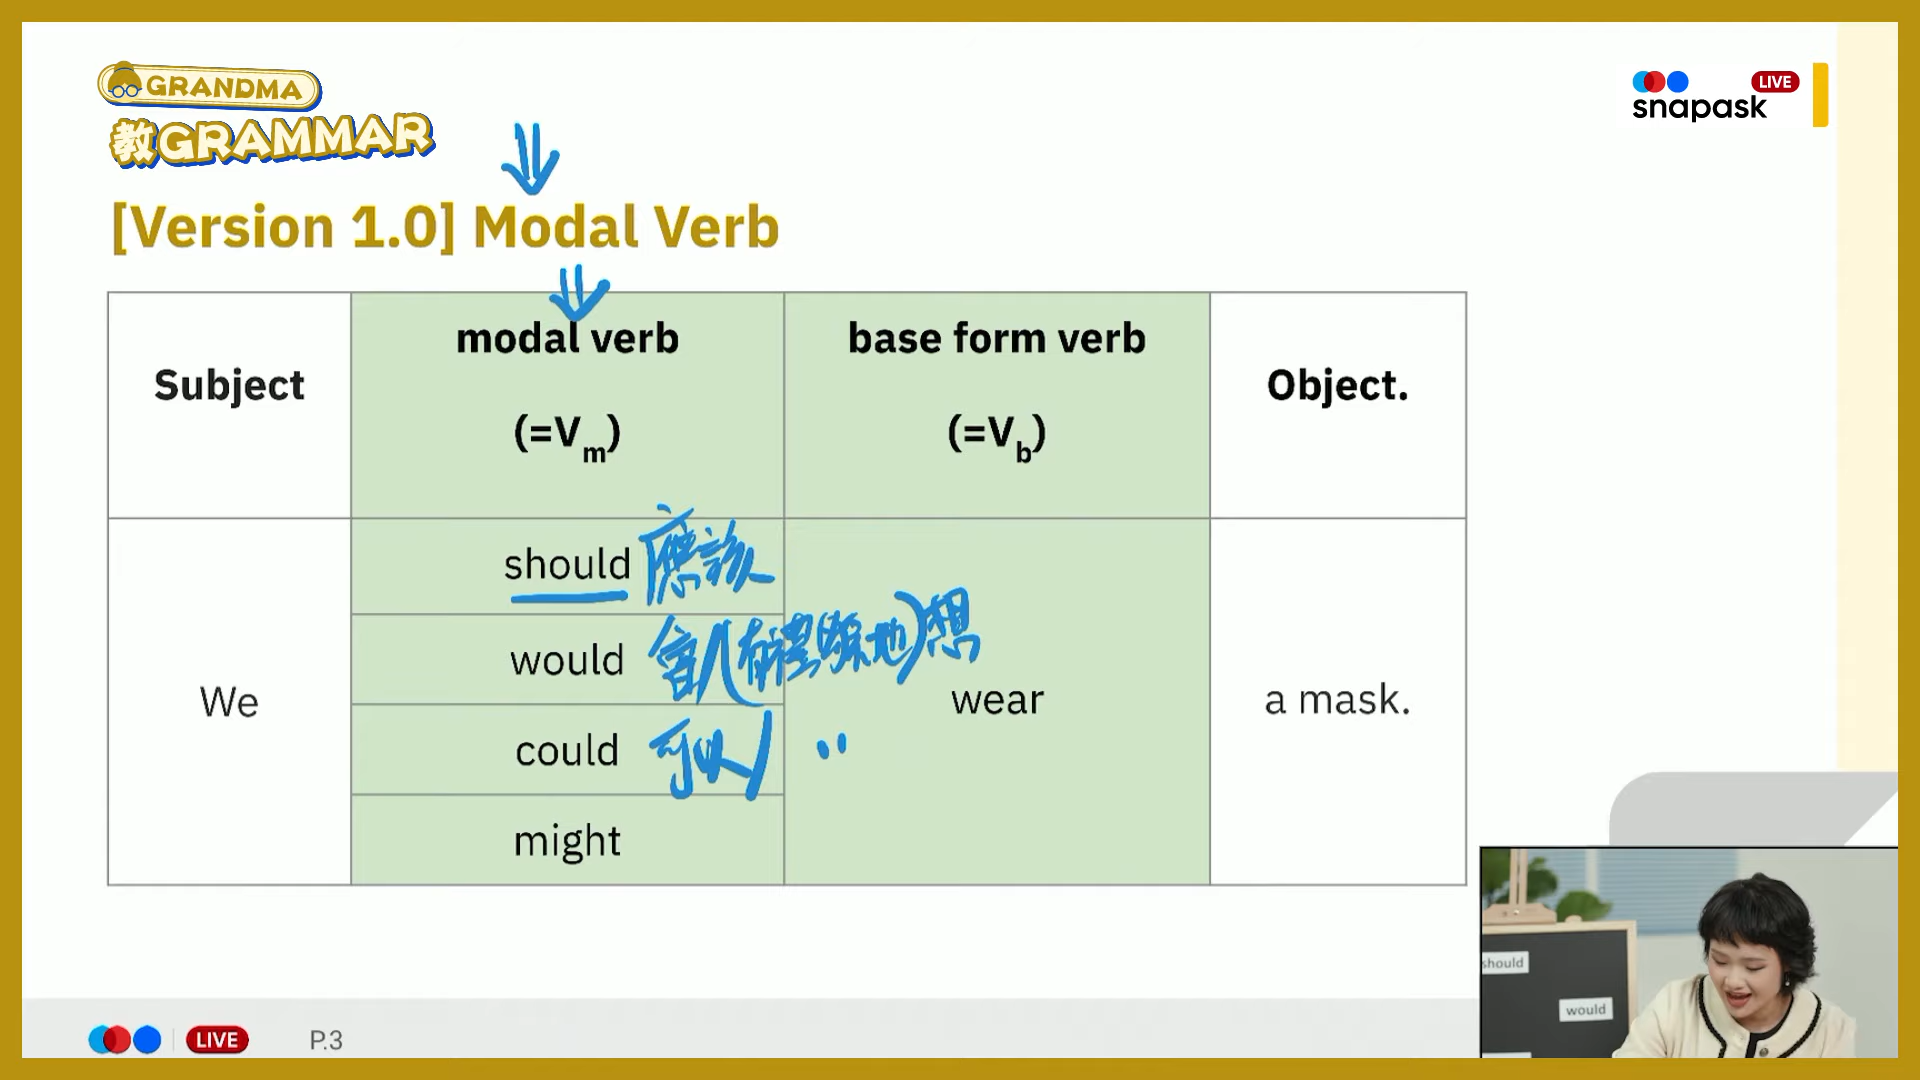 GRANDMA
教GRAMMAR
LIVE
snapask
[Version 1.0] Modal Verb
Subject
modal verb
(=Vm)
base form verb
(=Vb)
Object.
We
should 應該
would 會/(有禮貌地)想
could 可以/
might
wear
a mask.
should
would
LIVE
P.3